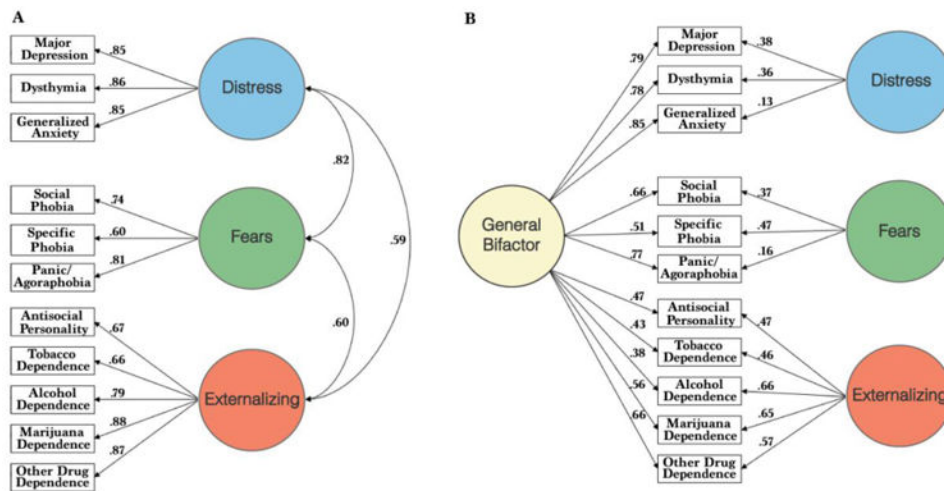 A
Major
Depression
.85
Dysthymia
.86
Generalized
Anxiety
.85
Distress
.82
Social
Phobia
.74
Specific
Phobia
.60
Panic/
Agoraphobia
.81
Fears
.59
.60
Antisocial
Personality
.67
Tobacco
Dependence
.66
Alcohol
Dependence
.79
Marijuana
Dependence
.88
Other Drug
Dependence
.87
Externalizing
B
General
Bifactor
.79
.78
.85
Major
Depression
.38
Dysthymia
.36
Generalized
Anxiety
.13
Distress
.66
.51
.77
Social
Phobia
.37
Specific
Phobia
.47
Panic/
Agoraphobia
.16
Fears
.47
.43
.38
.56
.66
Antisocial
Personality
.47
Tobacco
Dependence
.46
Alcohol
Dependence
.66
Marijuana
Dependence
.65
Other Drug
Dependence
.57
Externalizing